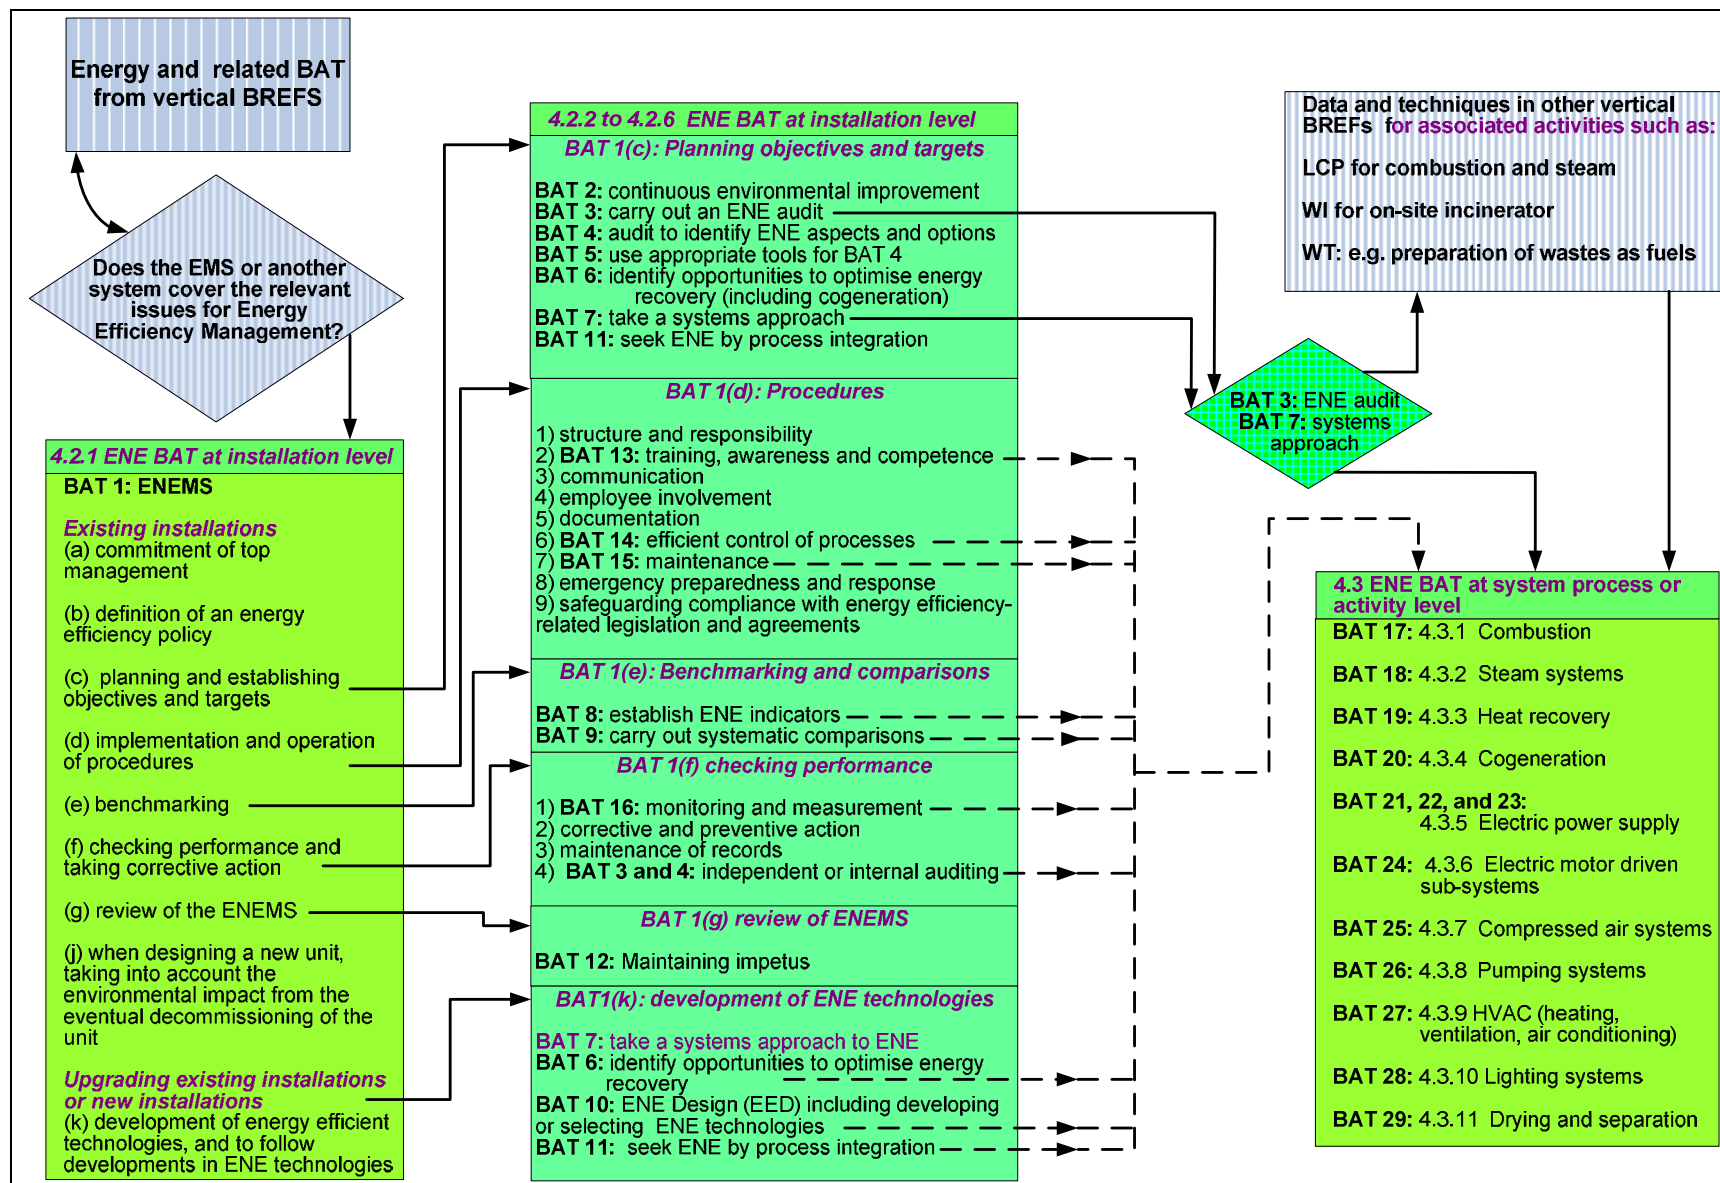 Energy and related BAT
from vertical BREFS
Does the EMS or another
system cover the relevant
issues for Energy
Efficiency Management?
4.2.1 ENE BAT at installation level
BAT 1: ENEMS
Existing installations
(a) commitment of top
management
(b) definition of an energy
efficiency policy
(c) planning and establishing
objectives and targets
(d) implementation and operation
of procedures
(e) benchmarking
(f) checking performance and
taking corrective action
(g) review of the ENEMS
(j) when designing a new unit,
taking into account the
environmental impact from the
eventual decommissioning of the
unit
Upgrading existing installations
or new installations
(k) development of energy efficient
technologies, and to follow
developments in ENE technologies
4.2.2 to 4.2.6 ENE BAT at installation level
BAT 1(c): Planning objectives and targets
BAT 2: continuous environmental improvement
BAT 3: carry out an ENE audit
BAT 4: audit to identify ENE aspects and options
BAT 5: use appropriate tools for BAT 4
BAT 6: identify opportunities to optimise energy
recovery (including cogeneration)
BAT 7: take a systems approach
BAT 11: seek ENE by process integration
BAT 1(d): Procedures
1) structure and responsibility
2) BAT 13: training, awareness and competence
3) communication
4) employee involvement
5) documentation
6) BAT 14: efficient control of processes
7) BAT 15: maintenance
8) emergency preparedness and response
9) safeguarding compliance with energy efficiency-
related legislation and agreements
BAT 1(e): Benchmarking and comparisons
BAT 8: establish ENE indicators
BAT 9: carry out systematic comparisons
BAT 1(f) checking performance
1) BAT 16: monitoring and measurement
2) corrective and preventive action
3) maintenance of records
4) BAT 3 and 4: independent or internal auditing
BAT 1(g) review of ENEMS
BAT 12: Maintaining impetus
BAT1(k): development of ENE technologies
BAT 7: take a systems approach to ENE
BAT 6: identify opportunities to optimise energy
recovery
BAT 10: ENE Design (EED) including developing
or selecting ENE technologies
BAT 11: seek ENE by process integration
Data and techniques in other vertical
BREFs for associated activities such as:
LCP for combustion and steam
WI for on-site incinerator
WT: e.g. preparation of wastes as fuels
BAT 3: ENE audit
BAT 7: systems
approach
4.3 ENE BAT at system process or
activity level
BAT 17: 4.3.1 Combustion
BAT 18: 4.3.2 Steam systems
BAT 19: 4.3.3 Heat recovery
BAT 20: 4.3.4 Cogeneration
BAT 21, 22, and 23:
4.3.5 Electric power supply
BAT 24: 4.3.6 Electric motor driven
sub-systems
BAT 25: 4.3.7 Compressed air systems
BAT 26: 4.3.8 Pumping systems
BAT 27: 4.3.9 HVAC (heating,
ventilation, air conditioning)
BAT 28: 4.3.10 Lighting systems
BAT 29: 4.3.11 Drying and separation